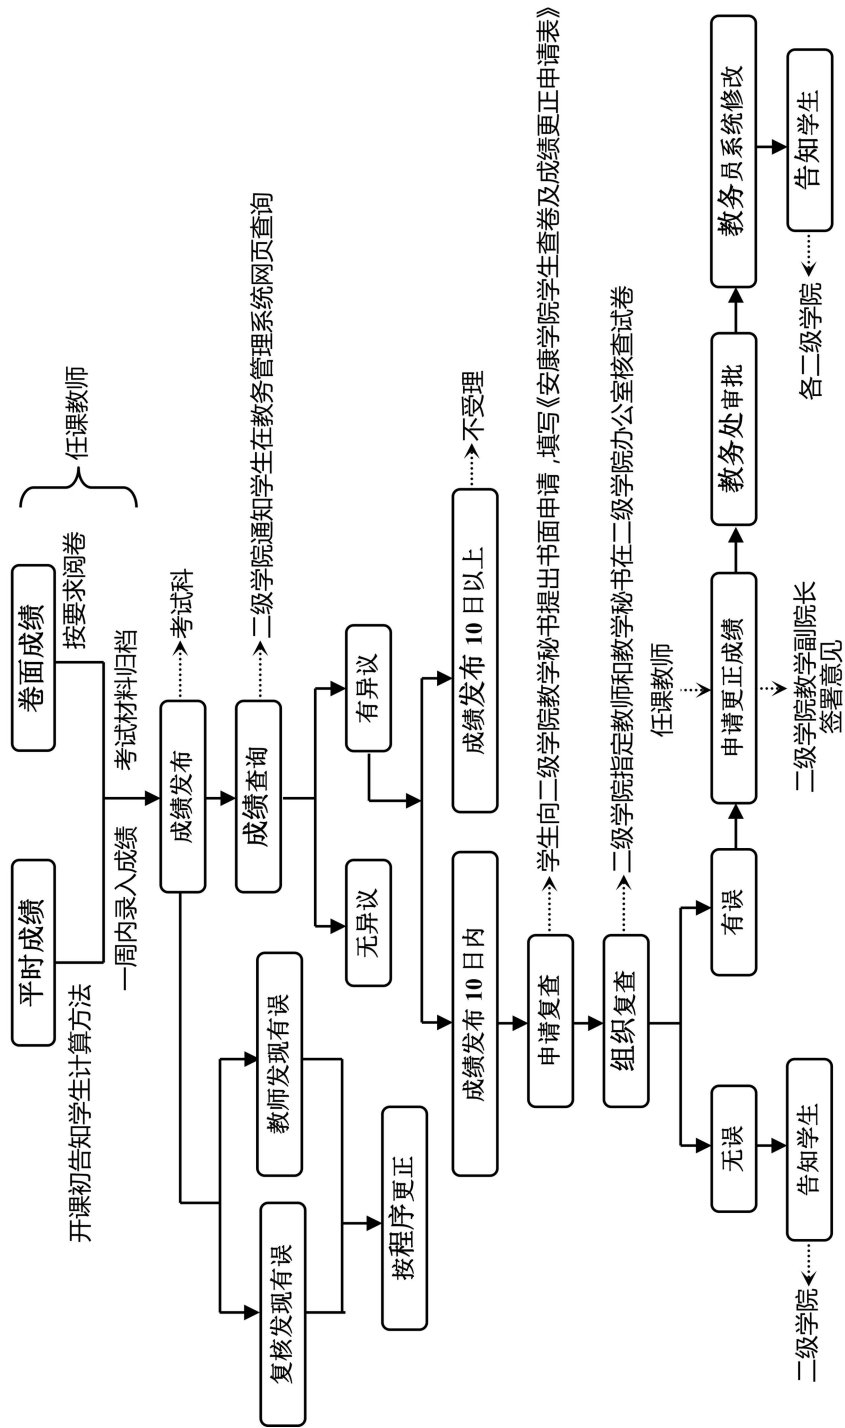 平时成绩
卷面成绩
任课教师
开课初告知学生计算方法
按要求阅卷
一周内录入成绩
考试材料归档
成绩发布
考试科
复核发现有误
教师发现有误
成绩查询
二级学院通知学生在教务管理系统网页查询
按程序更正
无异议
有异议
成绩发布 10 日内
成绩发布 10 日以上
不受理
申请复查
学生向二级学院教学秘书提出书面申请,填写《安康学院学生查卷及成绩更正申请表》
组织复查
二级学院指定教师和教学秘书在二级学院办公室核查试卷
任课教师
无误
有误
申请更正成绩
教务处审批
教务员系统修改
二级学院
告知学生
二级学院教学副院长
签署意见
各二级学院
告知学生